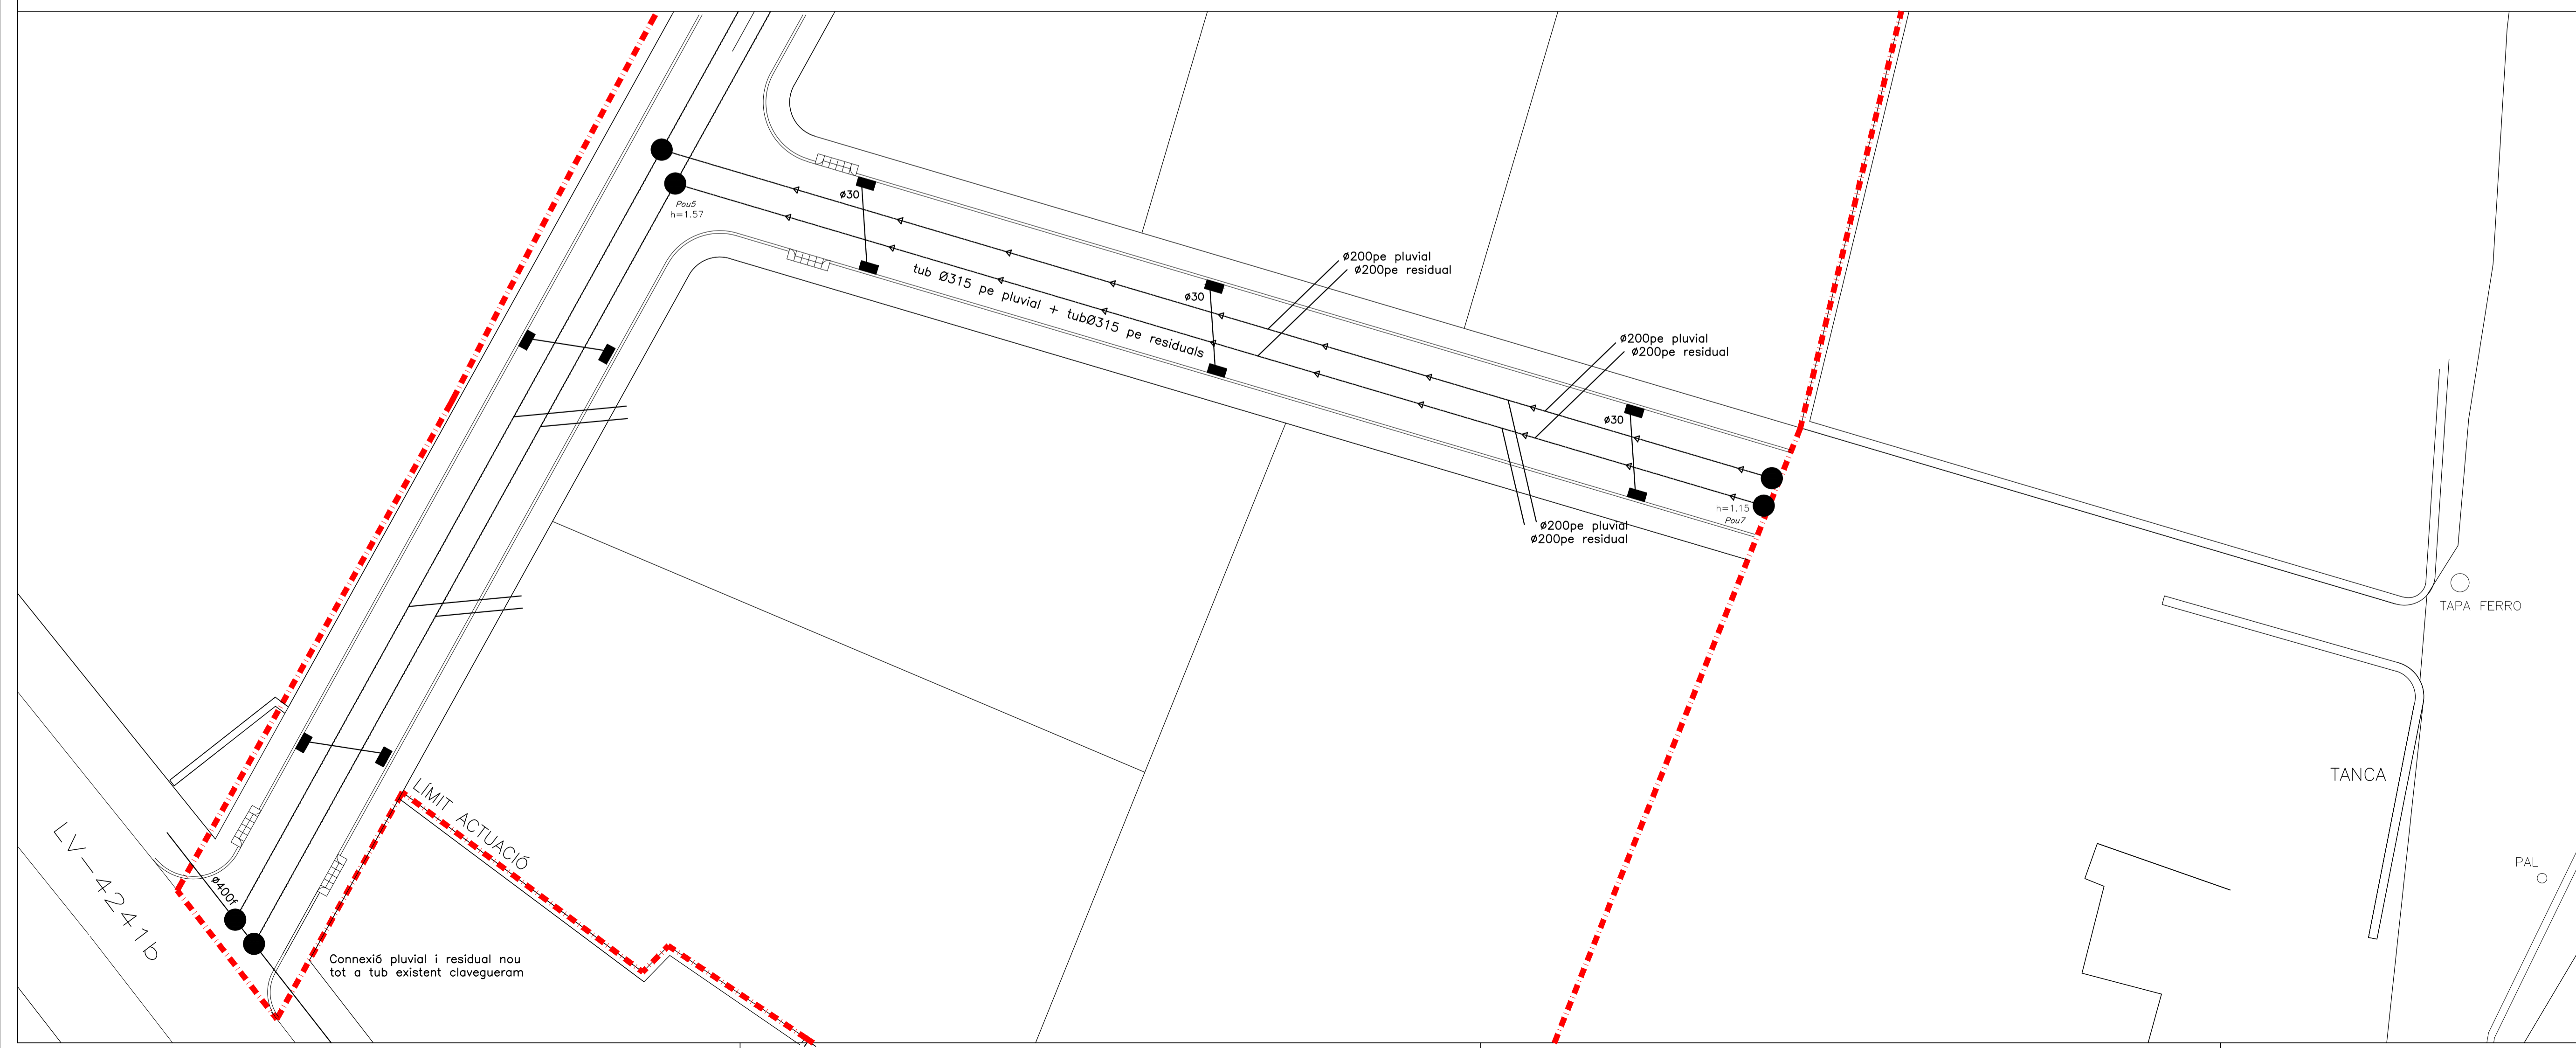 ø30
Pou5
h=1.57
ø200pe pluvial
ø200pe residual
tub Ø315 pe pluvial + tubØ315 pe residuals
ø30
ø200pe pluvial
ø200pe residual
ø30
h=1.15
Pou7
ø200pe pluvial
ø200pe residual
TAPA FERRO
TANCA
LÍMIT ACTUACIÓ
LV-4241b
PAL
ø400f
Connexió pluvial i residual nou
tot a tub existent clavegueram